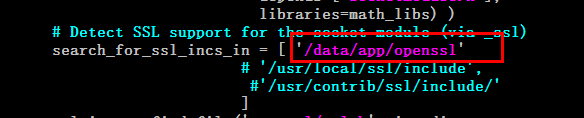 libraries=math_libs) )
# Detect SSL support for the socket module (via _ssl)
search_for_ssl_incs_in = [ '/data/app/openssl'
# '/usr/local/ssl/include',
#'/usr/contrib/ssl/include/'
]